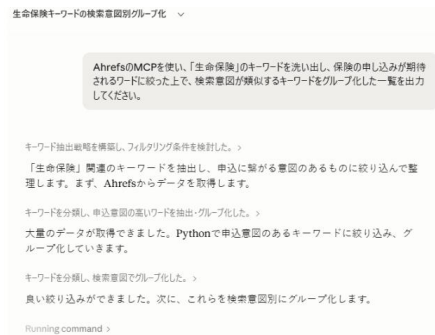 生命保険キーワードの検索意図別グループ化
AhrefsのMCPを使い、「生命保険」のキーワードを洗い出し、保険の申し込みが期待
されるワードに絞った上で、検索意図が類似するキーワードをグループ化した一覧を出力
してください。
キーワード抽出戦略を構築し、フィルタリング条件を検討した。 >
「生命保険」関連のキーワードを抽出し、申込に繋がる意図のあるものに絞り込んで整
理します。まず、Ahrefsからデータを取得します。
キーワードを分類し、申込意図の高いワードを抽出・グループ化した。 >
大量のデータが取得できました。Pythonで申込意図のあるキーワードに絞り込み、グ
ループ化していきます。
キーワードを分類し、検索意図でグループ化した。 >
良い絞り込みができました。次に、これらを検索意図別にグループ化します。
Running command >